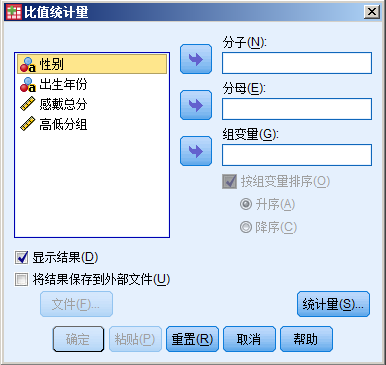 比值统计量
分子(N):
性别
出生年份
感戴总分
高低分组
分母(E):
组变量(G):
按组变量排序(O)
升序(A)
降序(C)
显示结果(D)
将结果保存到外部文件(U)
文件(F)...
统计量(S)...
确定
粘贴(P)
重置(R)
取消
帮助